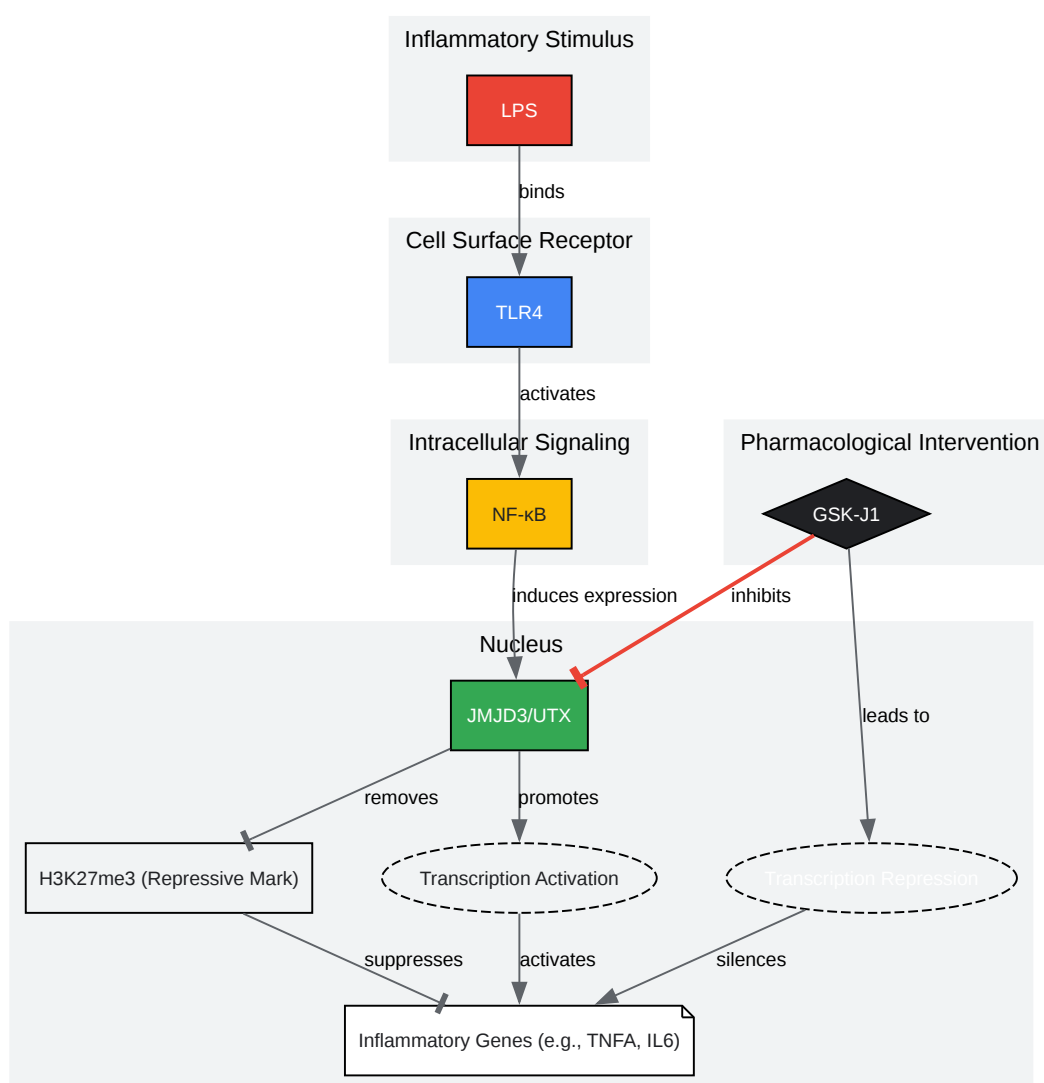 Inflammatory Stimulus
LPS
binds
Cell Surface Receptor
TLR4
activates
Intracellular Signaling
Pharmacological Intervention
NF-κB
GSK-J1
induces expression
inhibits
Nucleus
JMJD3/UTX
leads to
removes
promotes
H3K27me3 (Repressive Mark)
Transcription Activation
Transcription Repression
suppresses
activates
silences
Inflammatory Genes (e.g., TNFA, IL6)